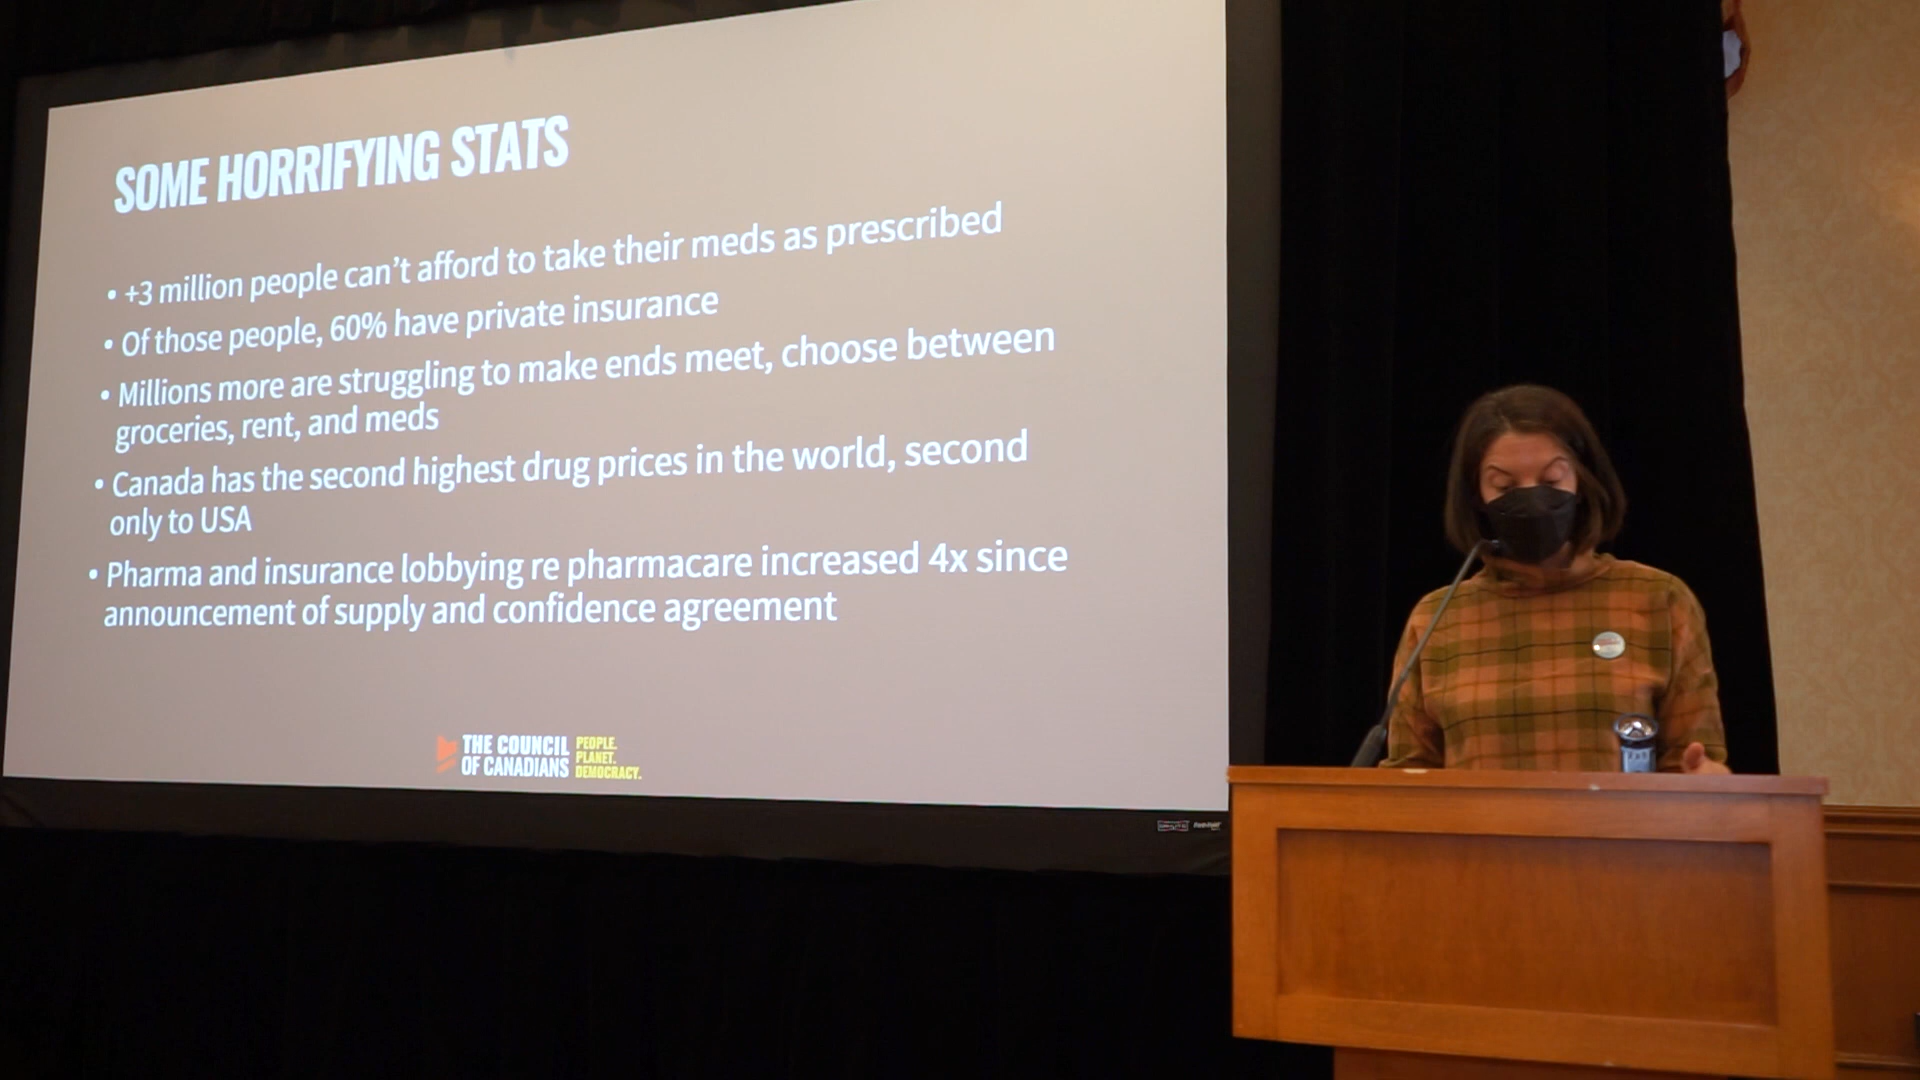 SOME HORRIFYING STATS
• +3 million people can't afford to take their meds as prescribed
• Of those people, 60% have private insurance
• Millions more are struggling to make ends meet, choose between
groceries, rent, and meds
• Canada has the second highest drug prices in the world, second
only to USA
• Pharma and insurance lobbying re pharmacare increased 4x since
announcement of supply and confidence agreement
THE COUNCIL
OF CANADIANS
PEOPLE.
PLANET.
DEMOCRACY.